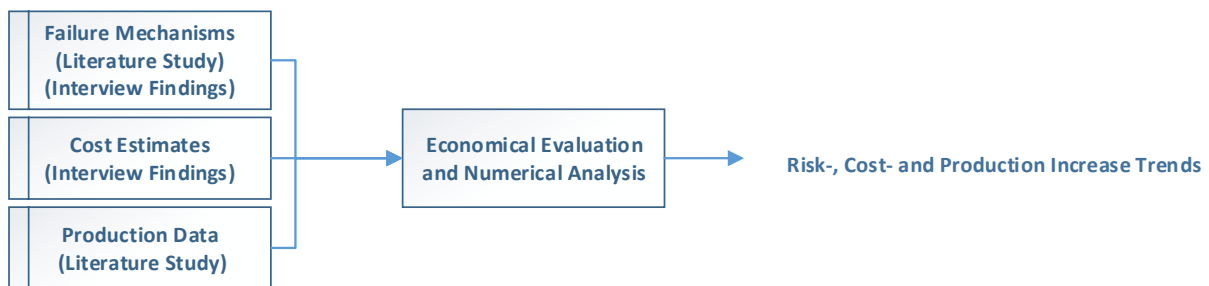 Failure Mechanisms
(Literature Study)
(Interview Findings)
Cost Estimates
(Interview Findings)
Production Data
(Literature Study)
Economical Evaluation
and Numerical Analysis
Risk-, Cost- and Production Increase Trends